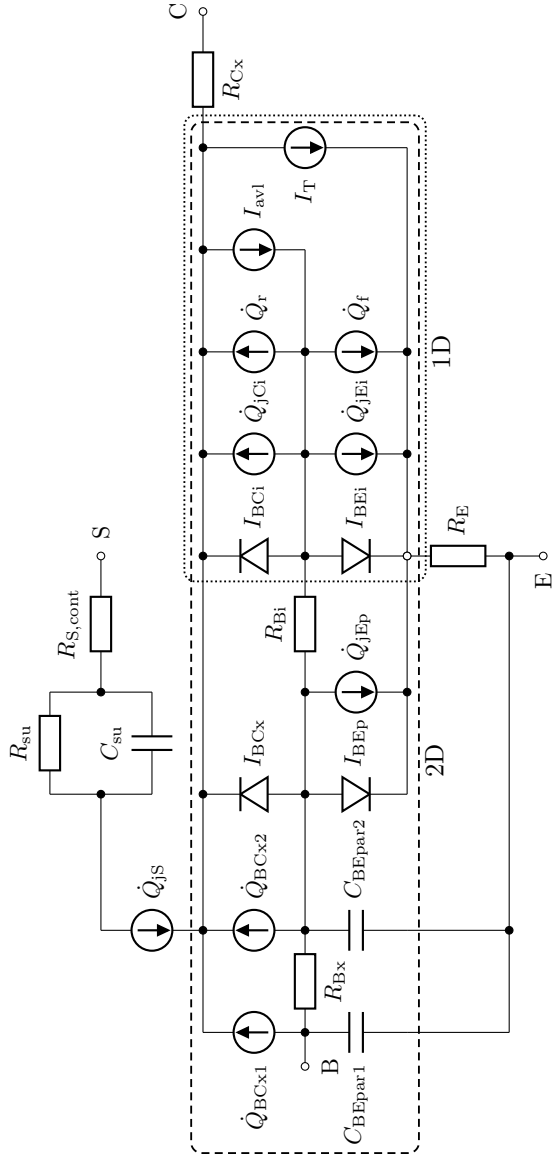 C
R_Cx
S
R_S,cont
R_su
C_su
Q̇_jS
Q̇_BCx1
Q̇_BCx2
I_BCx
I_BCi
Q̇_jCi
Q̇_r
I_avl
I_T
R_Bx
R_Bi
B
C_BEpar1
C_BEpar2
I_BEp
Q̇_jEp
I_BEi
Q̇_jEi
Q̇_f
2D
1D
R_E
E